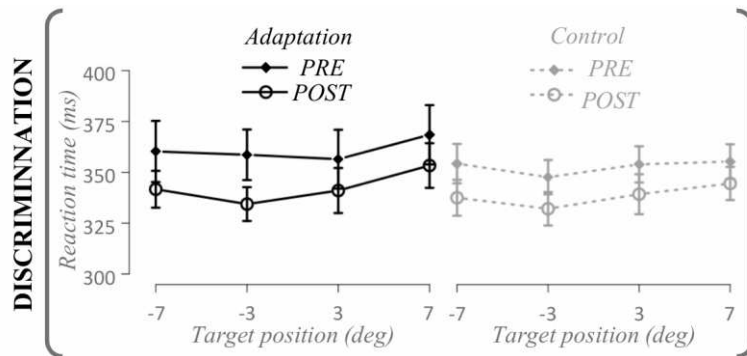 DISCRIMINNATION
Adaptation
PRE
POST
Control
PRE
POST
Reaction time (ms)
400
375
350
325
300
-7 -3 3 7
-7 -3 3 7
Target position (deg)
Target position (deg)